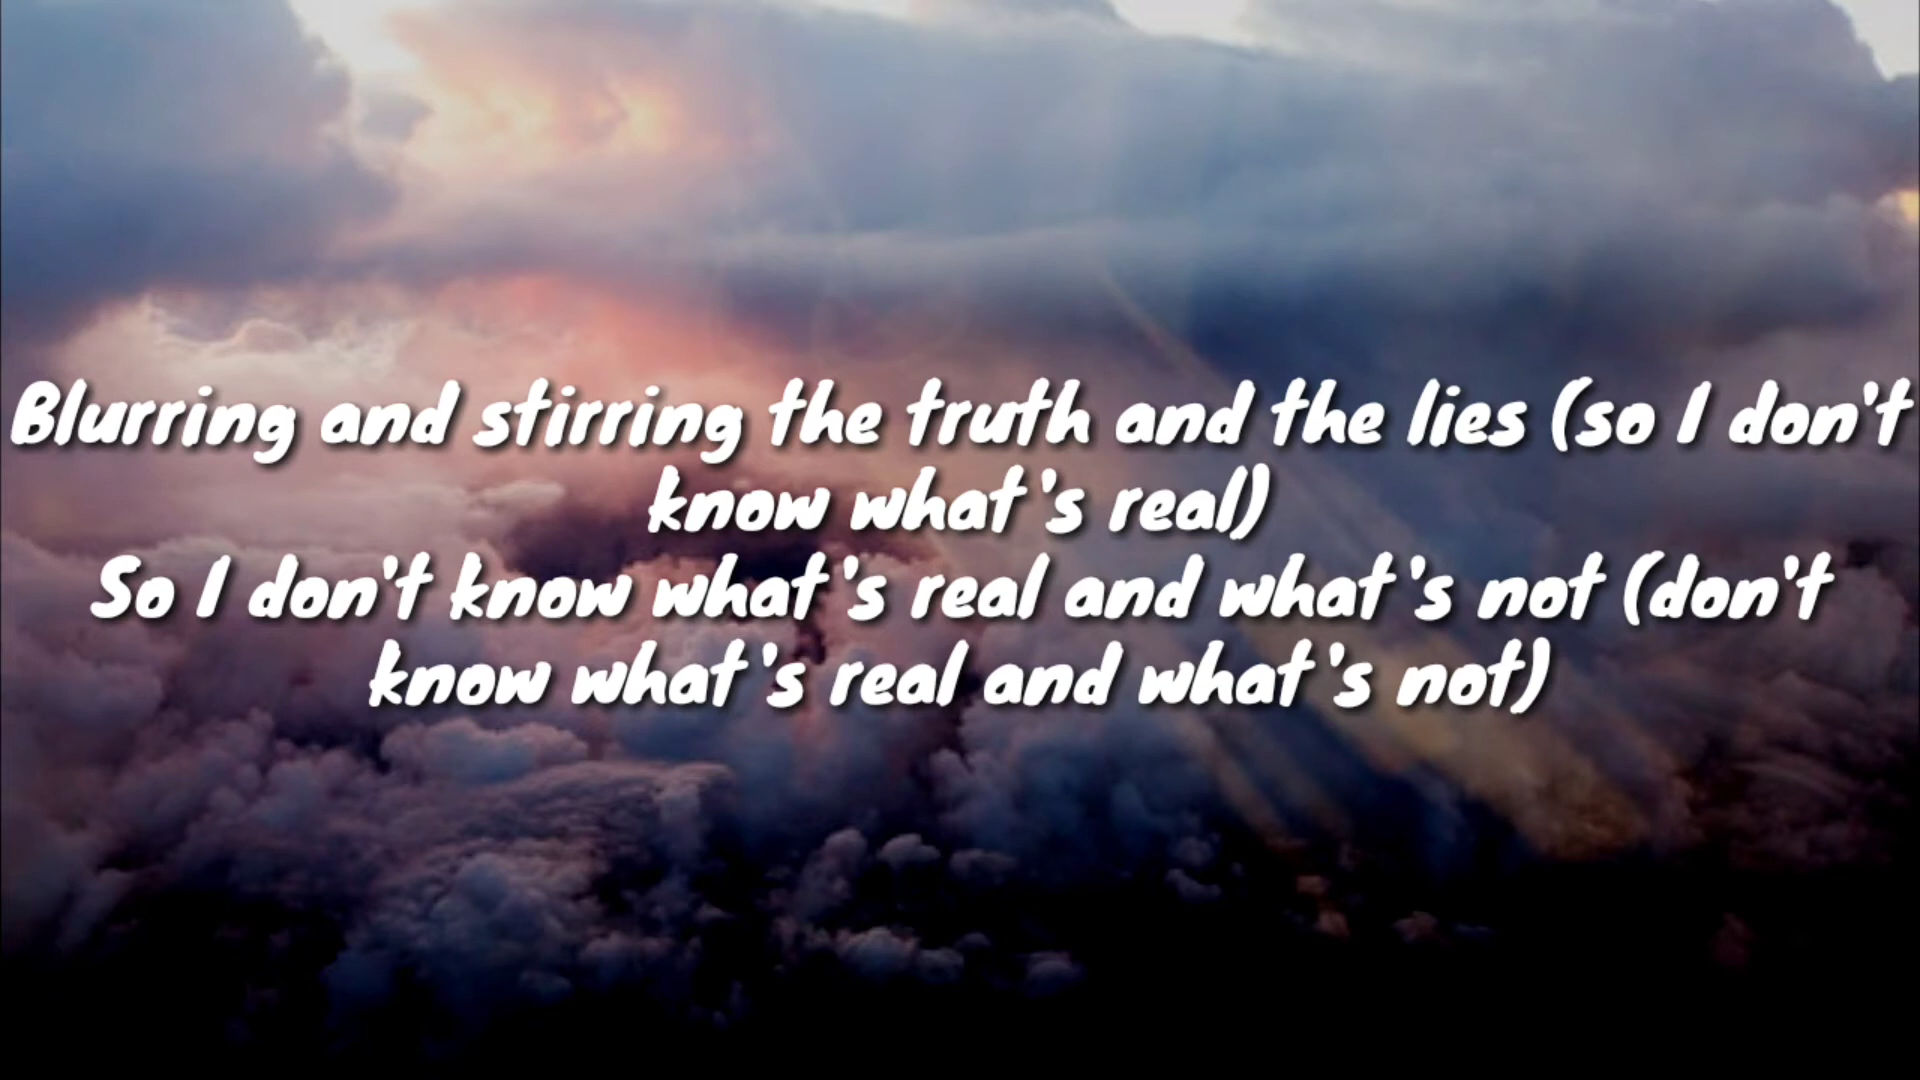 Blurring and stirring the truth and the lies (so I don't
know what's real)
So I don't know what's real and what's not (don't
know what's real and what's not)